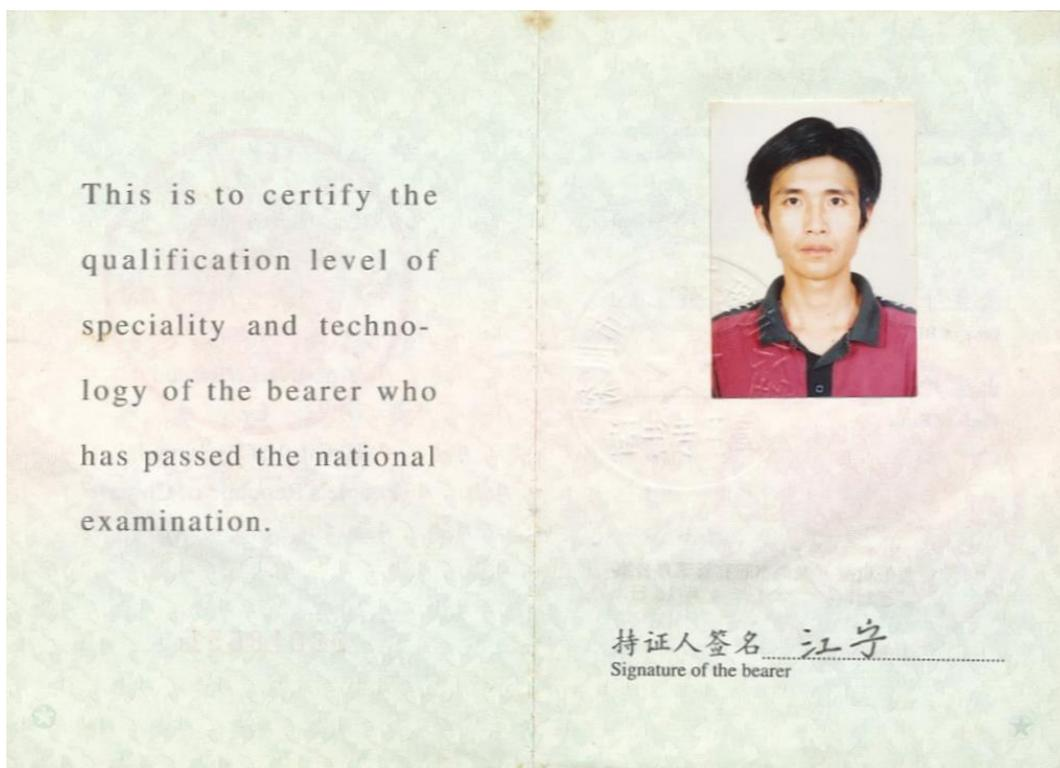 This is to certify the
qualification level of
speciality and techno-
logy of the bearer who
has passed the national
examination.
持证人签名 江宁
Signature of the bearer